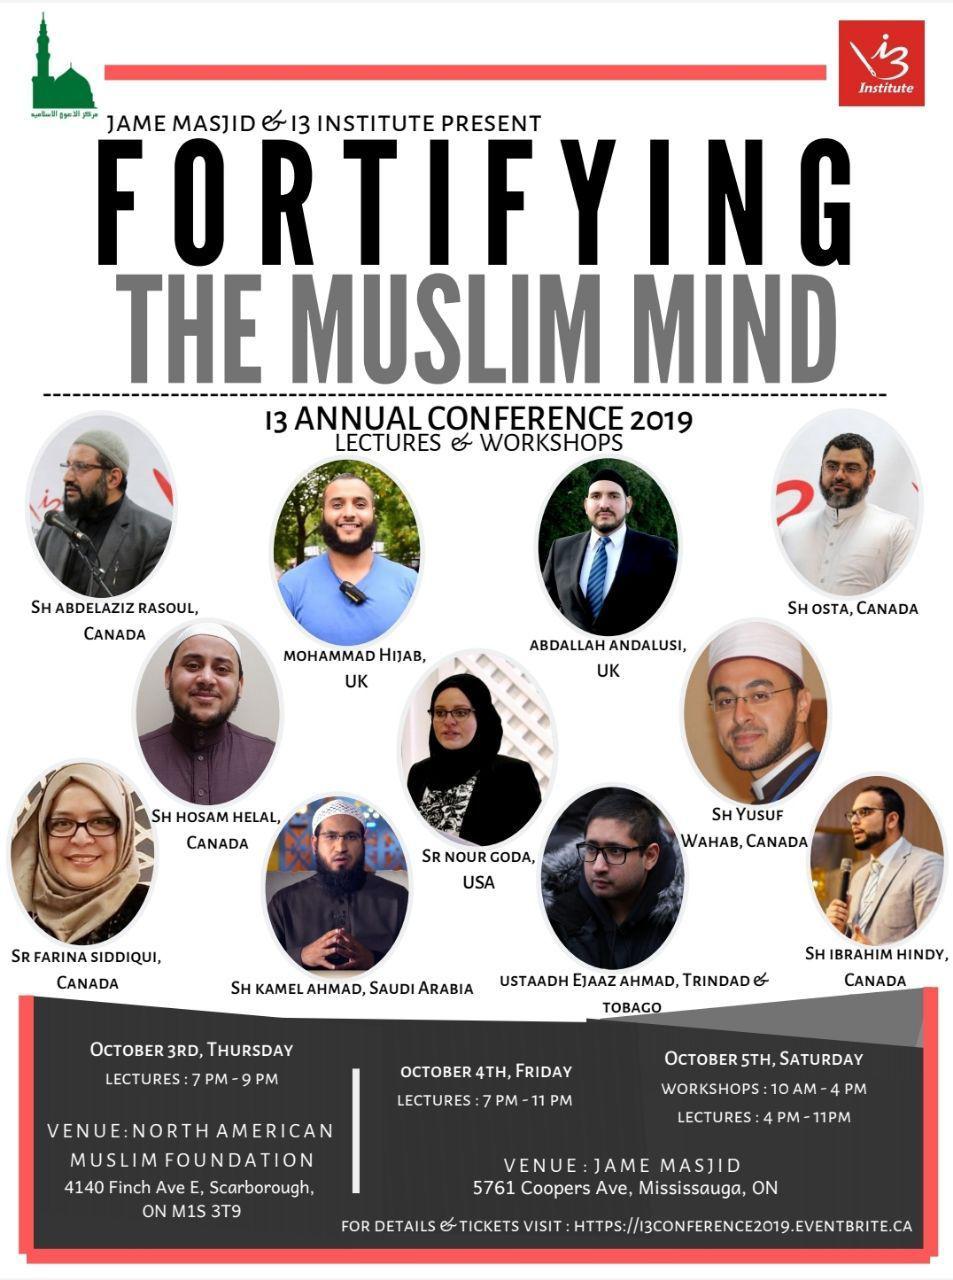 مركز الاعوة الاسلاميه
i3
Institute
JAME MASJID & I3 INSTITUTE PRESENT
FORTIFYING
THE MUSLIM MIND
I3 ANNUAL CONFERENCE 2019
LECTURES & WORKSHOPS
SH ABDELAZIZ RASOUL,
CANADA
MOHAMMAD HIJAB,
UK
ABDALLAH ANDALUSI,
UK
SH OSTA, CANADA
SH HOSAM HELAL,
CANADA
SR NOUR GODA,
USA
SH YUSUF
WAHAB, CANADA
SR FARINA SIDDIQUI,
CANADA
SH KAMEL AHMAD, SAUDI ARABIA
USTAADH EJAAZ AHMAD, TRINDAD &
TOBAGO
SH IBRAHIM HINDY,
CANADA
OCTOBER 3RD, THURSDAY
LECTURES : 7 PM - 9 PM
VENUE: NORTH AMERICAN
MUSLIM FOUNDATION
4140 Finch Ave E, Scarborough,
ON M1S 3T9
OCTOBER 4TH, FRIDAY
LECTURES : 7 PM - 11 PM
OCTOBER 5TH, SATURDAY
WORKSHOPS : 10 AM - 4 PM
LECTURES : 4 PM - 11PM
VENUE : JAME MASJID
5761 Coopers Ave, Mississauga, ON
FOR DETAILS & TICKETS VISIT : HTTPS://I3CONFERENCE2019.EVENTBRITE.CA